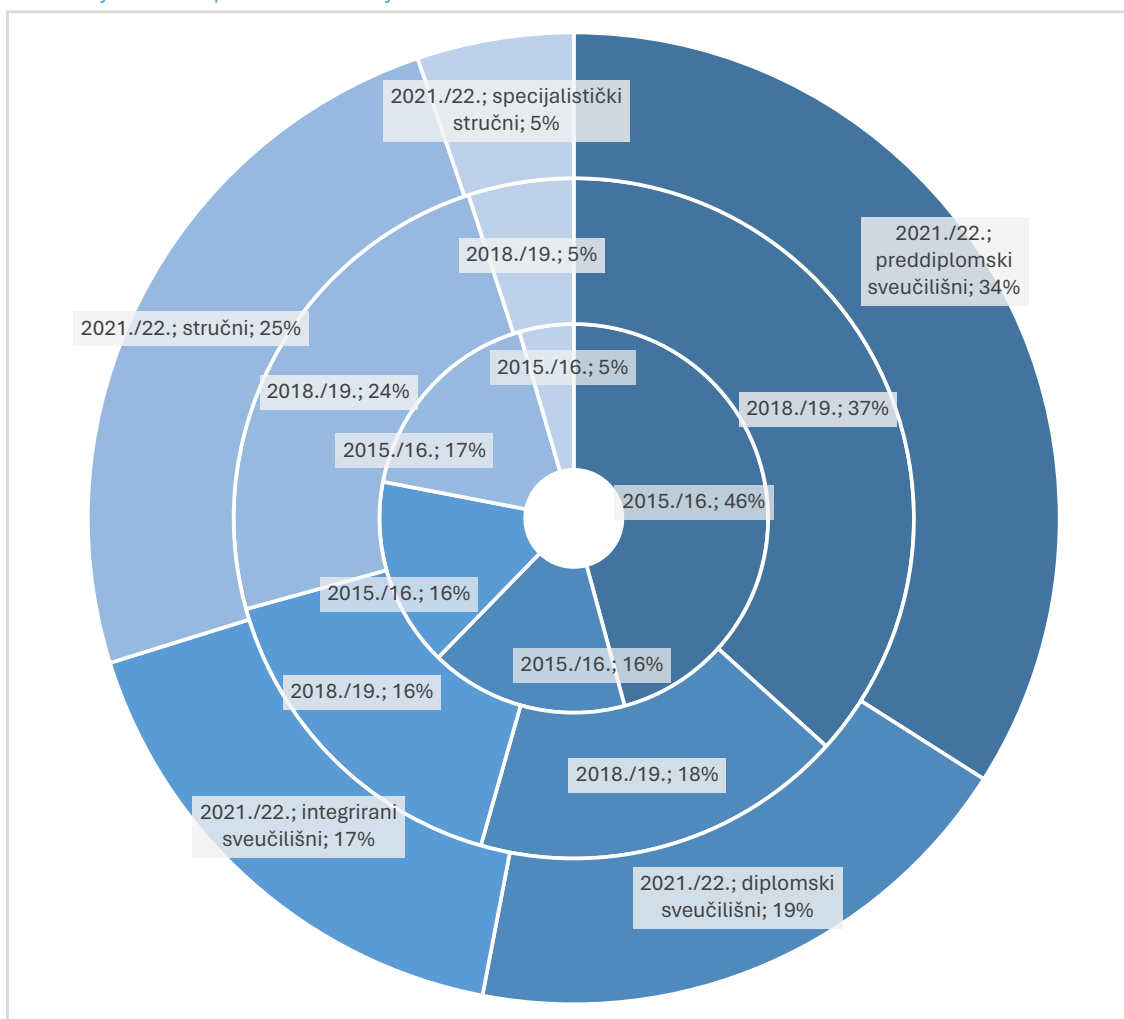 2021./22.; specijalistički
stručni; 5%
2021./22.;
preddiplomski
sveučilišni; 34%
2018./19.; 5%
2021./22.; stručni; 25%
2015./16.; 5%
2018./19.; 24%
2018./19.; 37%
2015./16.; 17%
2015./16.; 46%
2015./16.; 16%
2015./16.; 16%
2018./19.; 16%
2018./19.; 18%
2021./22.; integrirani
sveučilišni; 17%
2021./22.; diplomski
sveučilišni; 19%